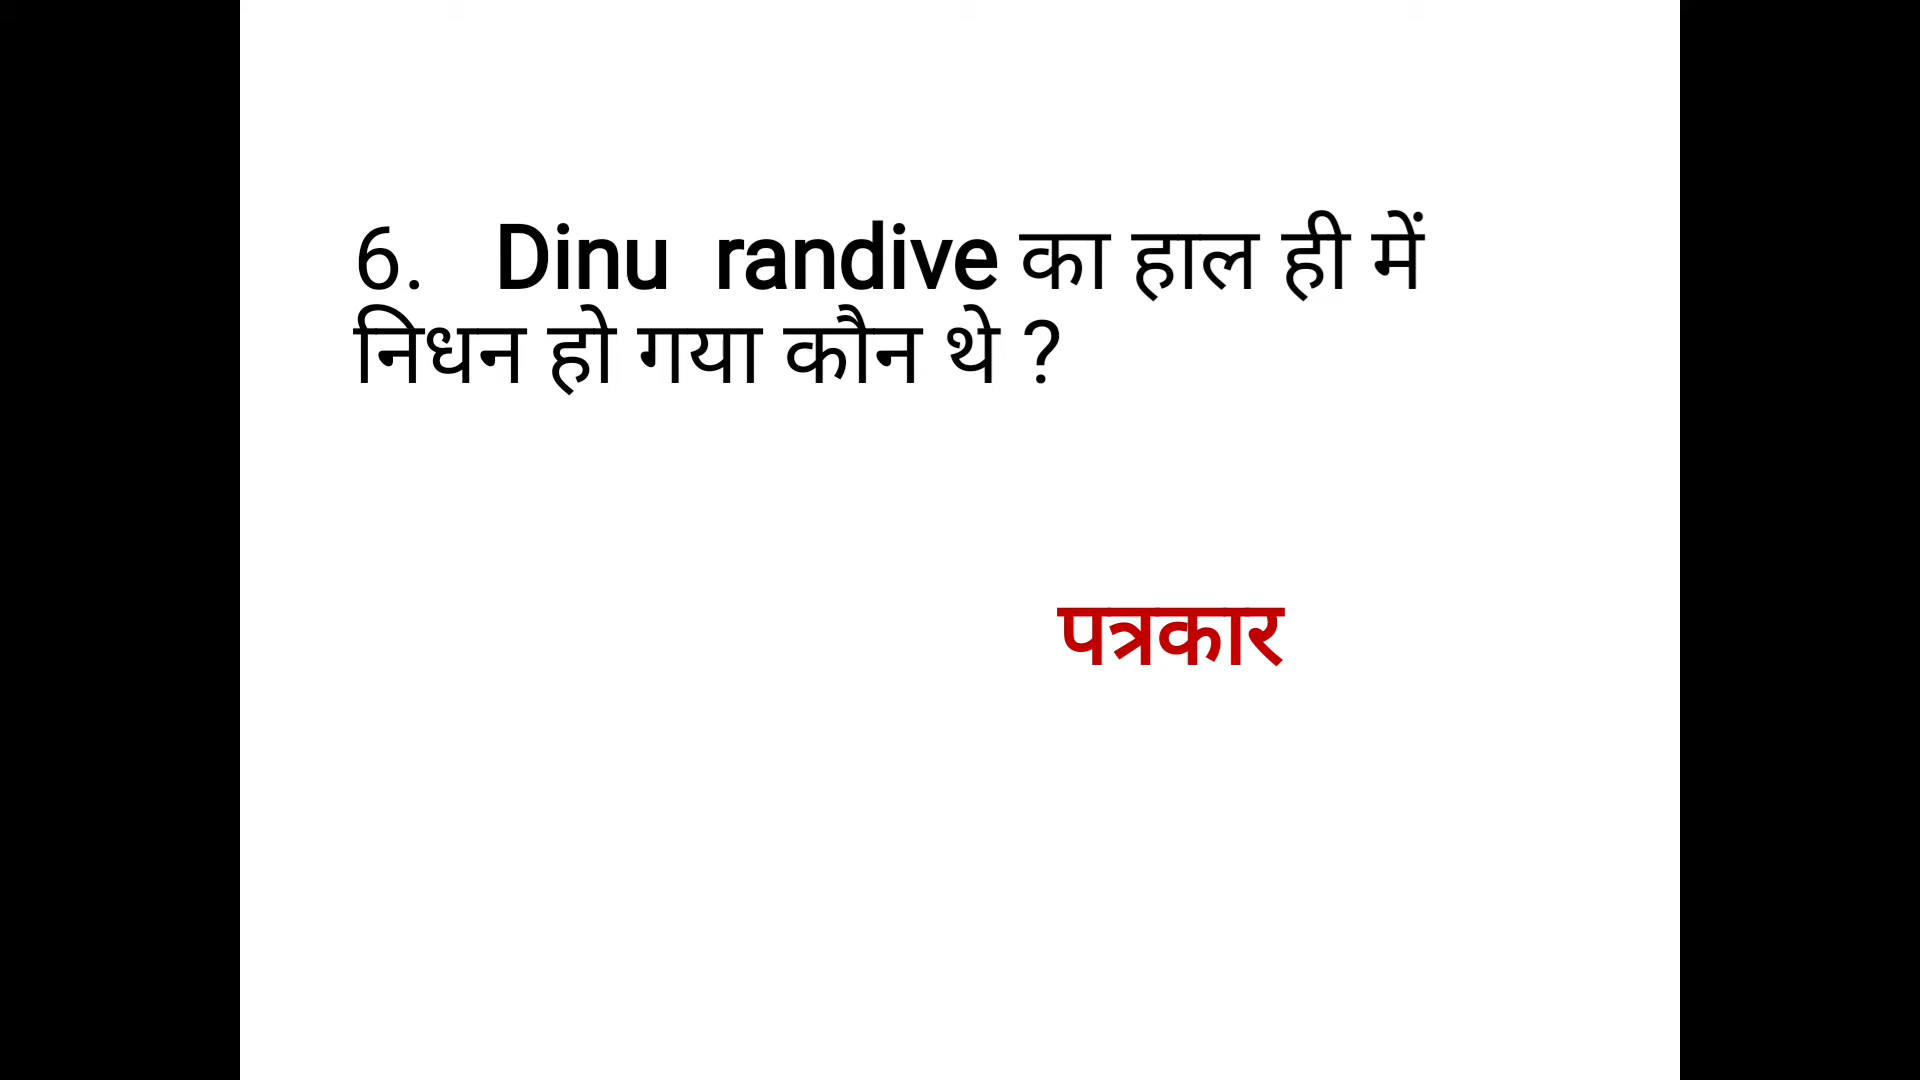 6. Dinu randive का हाल ही में
निधन हो गया कौन थे ?
पत्रकार